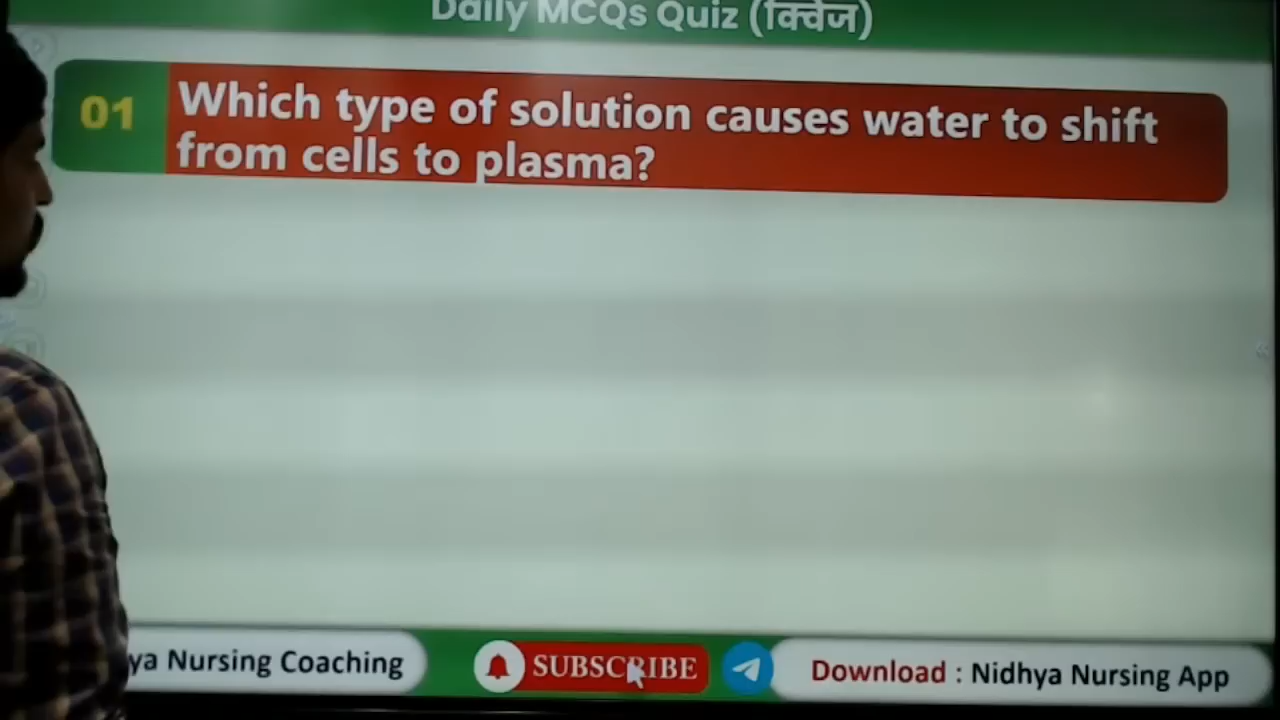 Daily MCQs Quiz (क्विज)
01
Which type of solution causes water to shift
from cells to plasma?
ya Nursing Coaching
SUBSCRIBE
Download : Nidhya Nursing App